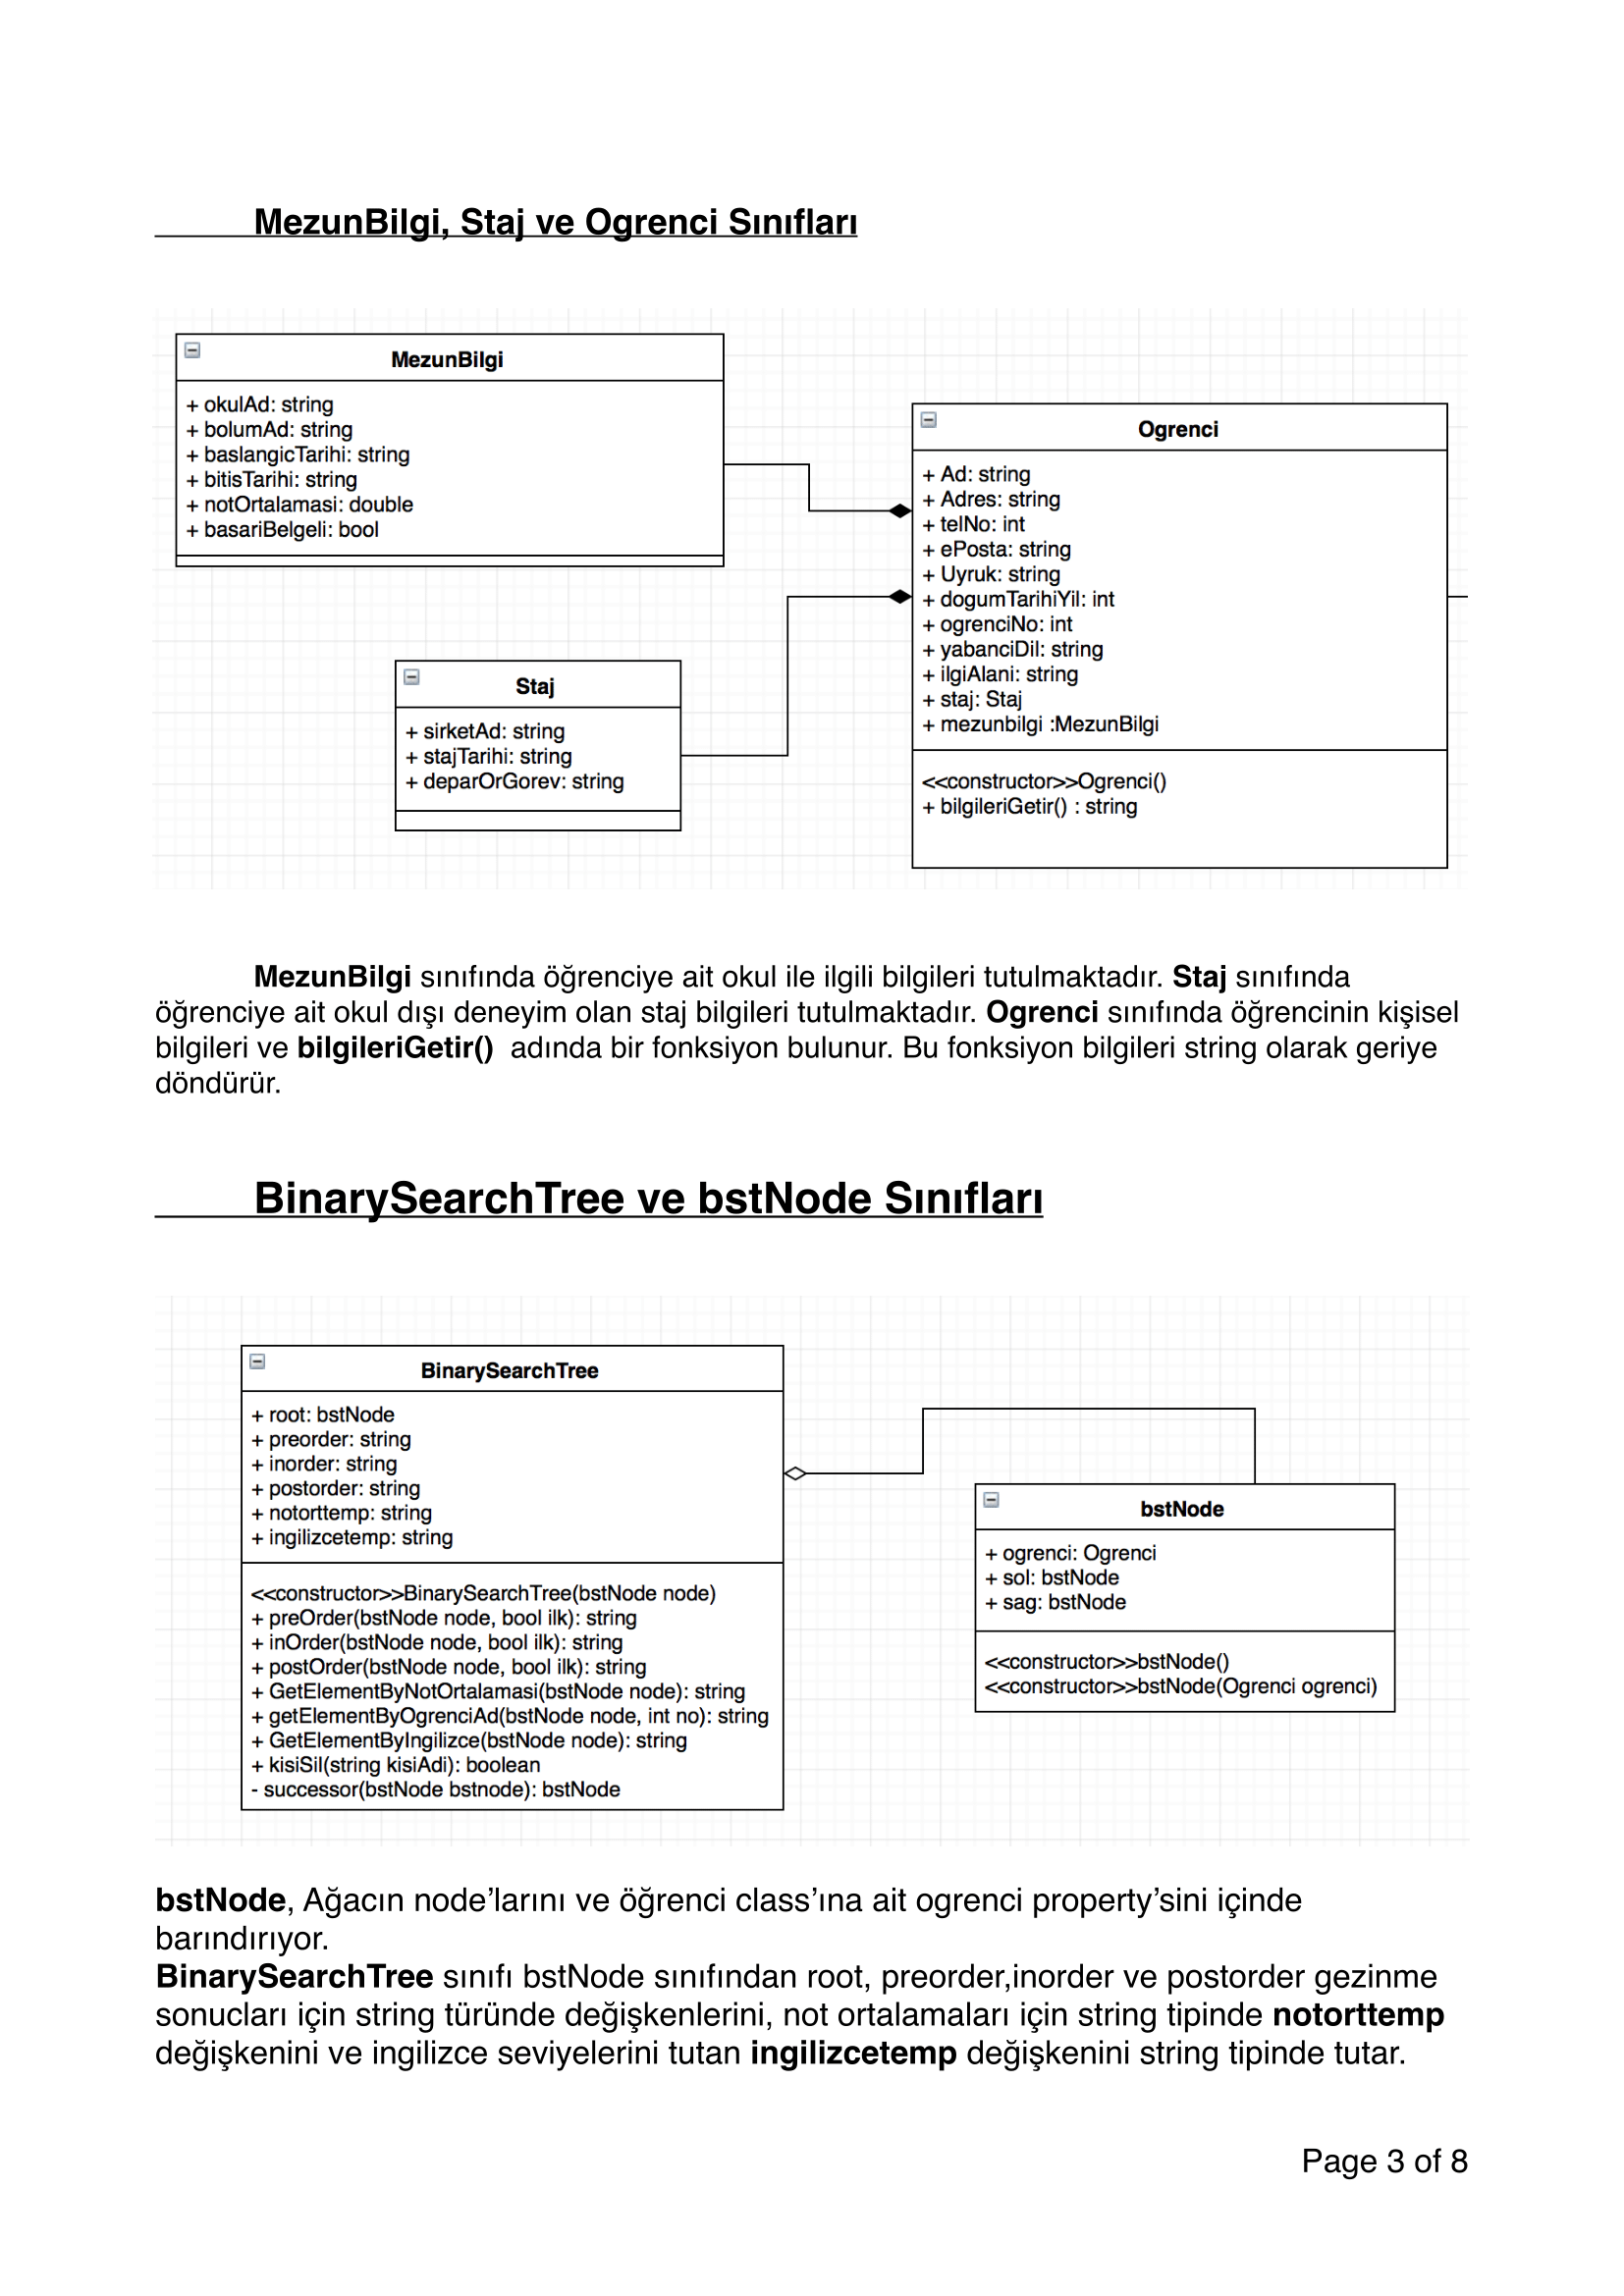 MezunBilgi, Staj ve Ogrenci Sınıfları
MezunBilgi
+ okulAd: string
+ bolumAd: string
+ baslangicTarihi: string
+ bitisTarihi: string
+ notOrtalamasi: double
+ basariBelgeli: bool
Ogrenci
+ Ad: string
+ Adres: string
+ telNo: int
+ ePosta: string
+ Uyruk: string
+ dogumTarihiYil: int
+ ogrenciNo: int
+ yabanciDil: string
+ ilgiAlani: string
+ staj: Staj
+ mezunbilgi :MezunBilgi
<<constructor>>Ogrenci()
+ bilgileriGetir() : string
Staj
+ sirketAd: string
+ stajTarihi: string
+ deparOrGorev: string
MezunBilgi sınıfında öğrenciye ait okul ile ilgili bilgileri tutulmaktadır. Staj sınıfında
öğrenciye ait okul dışı deneyim olan staj bilgileri tutulmaktadır. Ogrenci sınıfında öğrencinin kişisel
bilgileri ve bilgileriGetir()  adında bir fonksiyon bulunur. Bu fonksiyon bilgileri string olarak geriye
döndürür.
BinarySearchTree ve bstNode Sınıfları
BinarySearchTree
+ root: bstNode
+ preorder: string
+ inorder: string
+ postorder: string
+ notorttemp: string
+ ingilizcetemp: string
<<constructor>>BinarySearchTree(bstNode node)
+ preOrder(bstNode node, bool ilk): string
+ inOrder(bstNode node, bool ilk): string
+ postOrder(bstNode node, bool ilk): string
+ GetElementByNotOrtalamasi(bstNode node): string
+ getElementByOgrenciAd(bstNode node, int no): string
+ GetElementByIngilizce(bstNode node): string
+ kisiSil(string kisiAdi): boolean
- successor(bstNode bstnode): bstNode
bstNode
+ ogrenci: Ogrenci
+ sol: bstNode
+ sag: bstNode
<<constructor>>bstNode()
<<constructor>>bstNode(Ogrenci ogrenci)
bstNode, Ağacın node’larını ve öğrenci class’ına ait ogrenci property’sini içinde
barındırıyor.
BinarySearchTree sınıfı bstNode sınıfından root, preorder,inorder ve postorder gezinme
sonucları için string türünde değişkenlerini, not ortalamaları için string tipinde notorttemp
değişkenini ve ingilizce seviyelerini tutan ingilizcetemp değişkenini string tipinde tutar.
Page 3 of 8